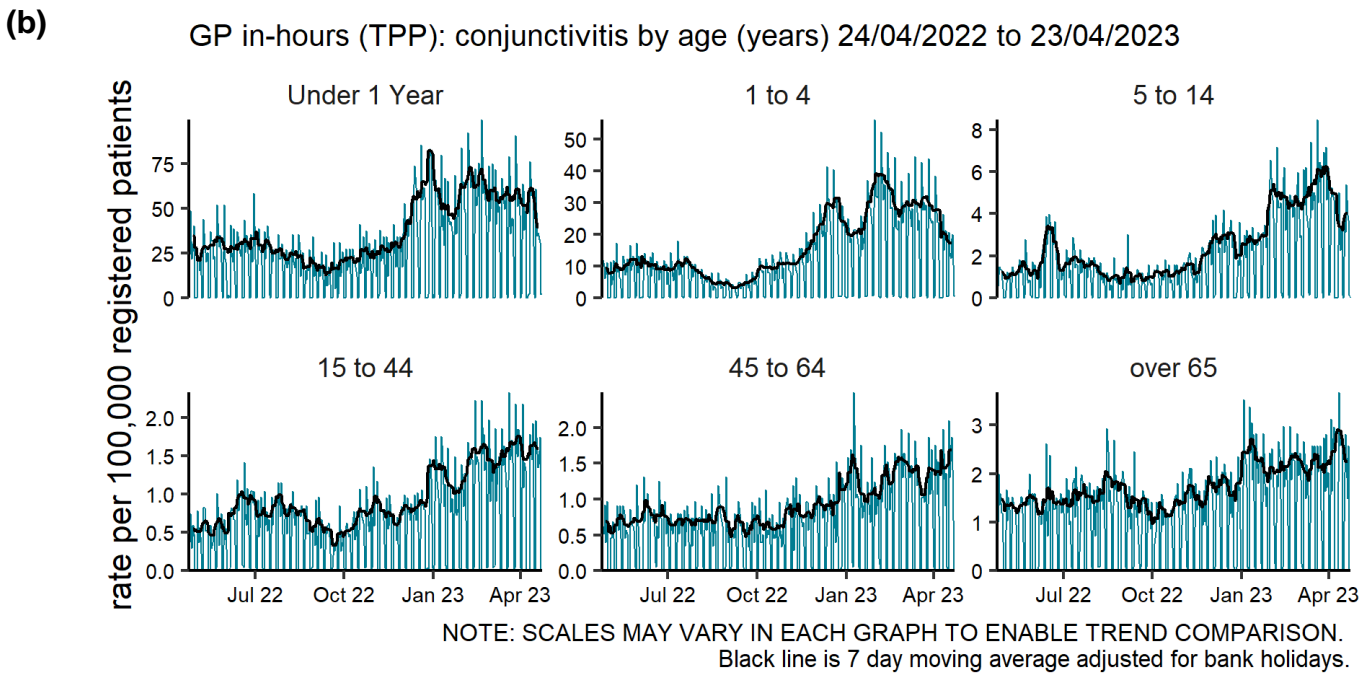 (b)
GP in-hours (TPP): conjunctivitis by age (years) 24/04/2022 to 23/04/2023
rate per 100,000 registered patients
Under 1 Year
75
50
25
0
1 to 4
50
40
30
20
10
0
5 to 14
8
6
4
2
0
15 to 44
2.0
1.5
1.0
0.5
0.0
Jul 22 Oct 22 Jan 23 Apr 23
45 to 64
2.0
1.5
1.0
0.5
0.0
Jul 22 Oct 22 Jan 23 Apr 23
over 65
3
2
1
0
Jul 22 Oct 22 Jan 23 Apr 23
NOTE: SCALES MAY VARY IN EACH GRAPH TO ENABLE TREND COMPARISON.
Black line is 7 day moving average adjusted for bank holidays.